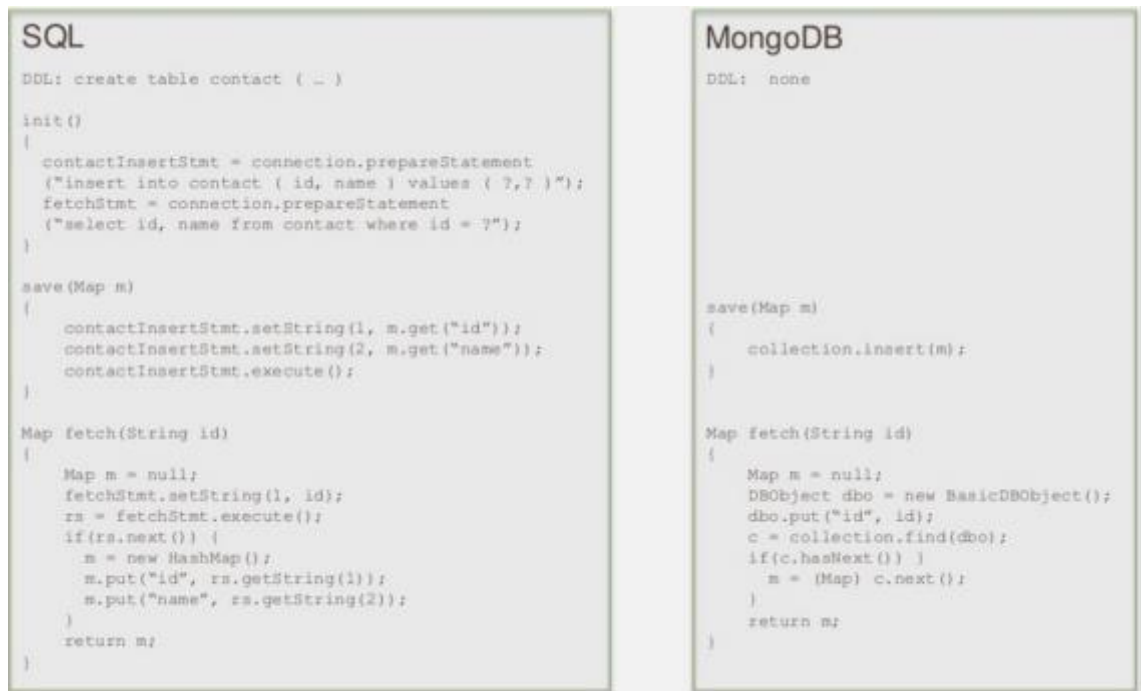 SQL
DDL: create table contact ( … )
init()
{
contactInsertStmt = connection.prepareStatement
(“insert into contact ( id, name ) values ( ?,? )”);
fetchStmt = connection.prepareStatement
(“select id, name from contact where id = ?”);
}
save(Map m)
{
contactInsertStmt.setString(1, m.get(“id”));
contactInsertStmt.setString(2, m.get(“name”));
contactInsertStmt.execute();
}
Map fetch(String id)
{
Map m = null;
fetchStmt.setString(1, id);
rs = fetchStmt.execute();
if(rs.next()) {
m = new HashMap();
m.put(“id”, rs.getString(1));
m.put(“name”, rs.getString(2));
}
return m;
}
MongoDB
DDL: none
save(Map m)
{
collection.insert(m);
}
Map fetch(String id)
{
Map m = null;
DBObject dbo = new BasicDBObject();
dbo.put(“id”, id);
c = collection.find(dbo);
if(c.hasNext()) }
m = (Map) c.next();
}
return m;
}